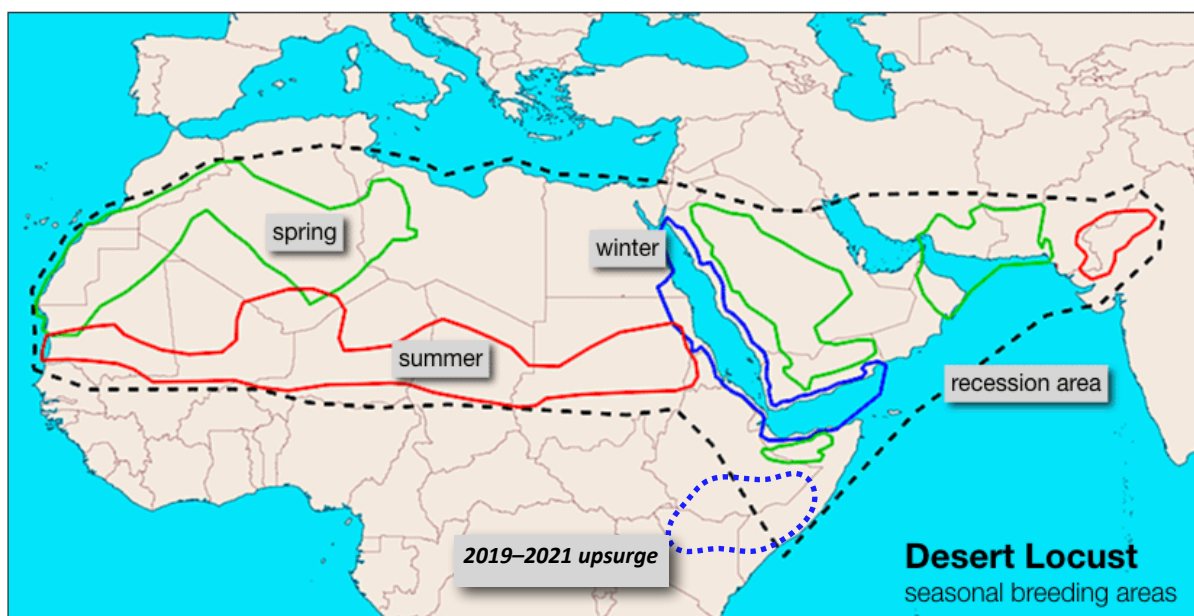 spring
winter
summer
recession area
2019–2021 upsurge
Desert Locust
seasonal breeding areas